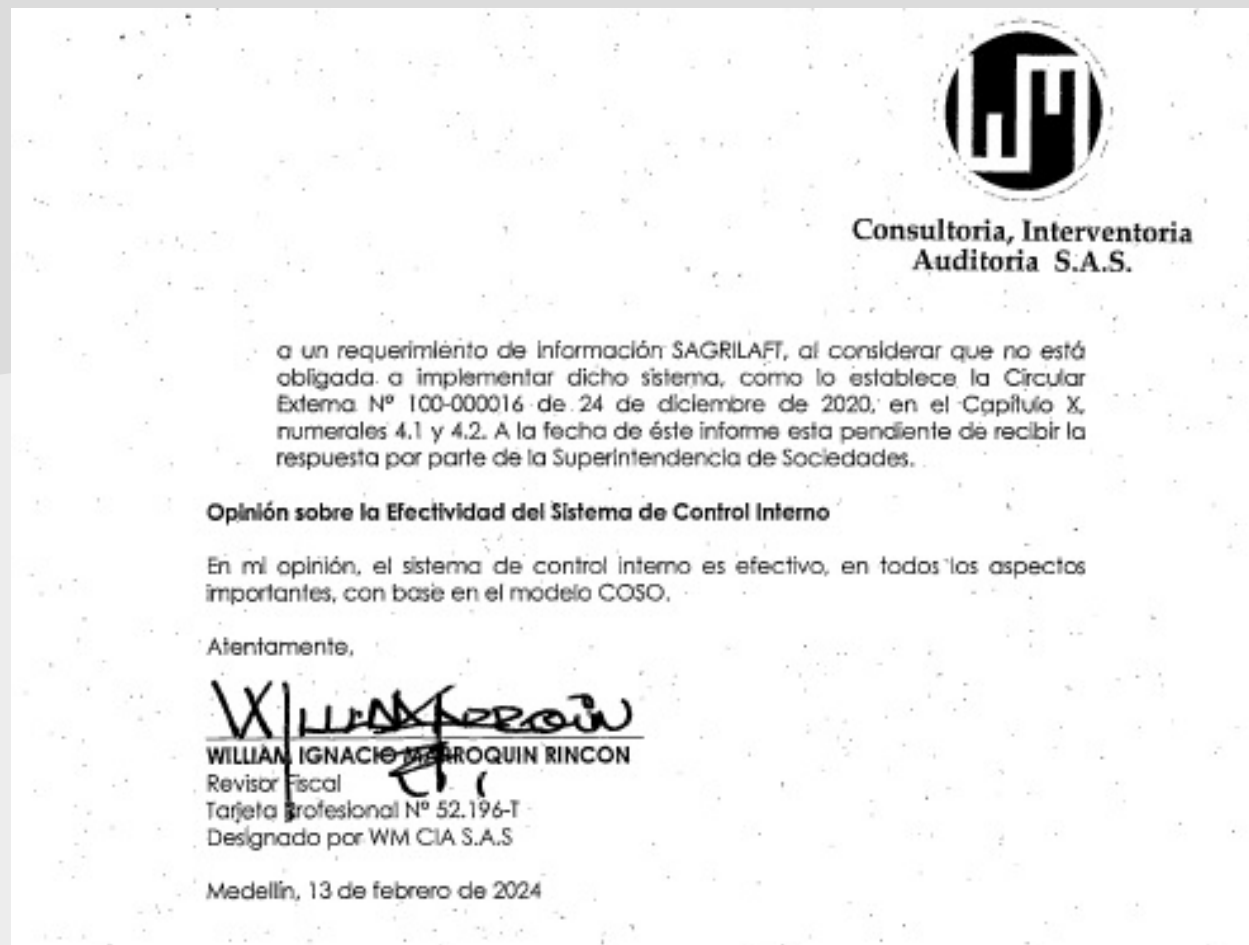 WM
Consultoria, Interventoria
Auditoria S.A.S.
a un requerimiento de información SAGRILAFT, al considerar que no está
obligada a implementar dicho sistema, como lo establece la Circular
Externa Nº 100-000016 de 24 de diciembre de 2020, en el Capítulo X,
numerales 4.1 y 4.2. A la fecha de éste informe esta pendiente de recibir la
respuesta por parte de la Superintendencia de Sociedades.
Opinión sobre la Efectividad del Sistema de Control Interno
En mi opinión, el sistema de control interno es efectivo, en todos los aspectos
importantes, con base en el modelo COSO.
Atentamente,
WILLIAM IGNACIO MARROQUIN RINCON
Revisor Fiscal
Tarjeta Profesional Nº 52.196-T
Designado por WM CIA S.A.S
Medellín, 13 de febrero de 2024